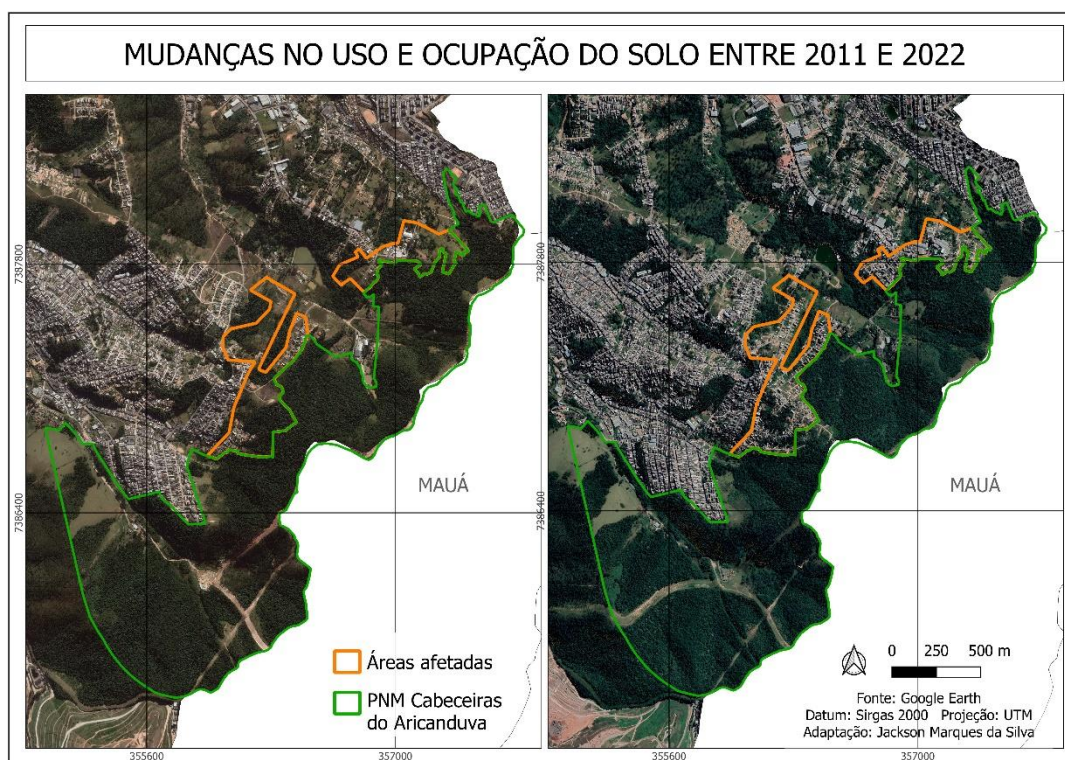 MUDANÇAS NO USO E OCUPAÇÃO DO SOLO ENTRE 2011 E 2022
7387800
7386400
MAUÁ
Áreas afetadas
PNM Cabeceiras
do Aricanduva
355600
357000
7387800
7386400
MAUÁ
0 250 500 m
Fonte: Google Earth
Datum: Sirgas 2000 Projeção: UTM
Adaptação: Jackson Marques da Silva
355600
357000